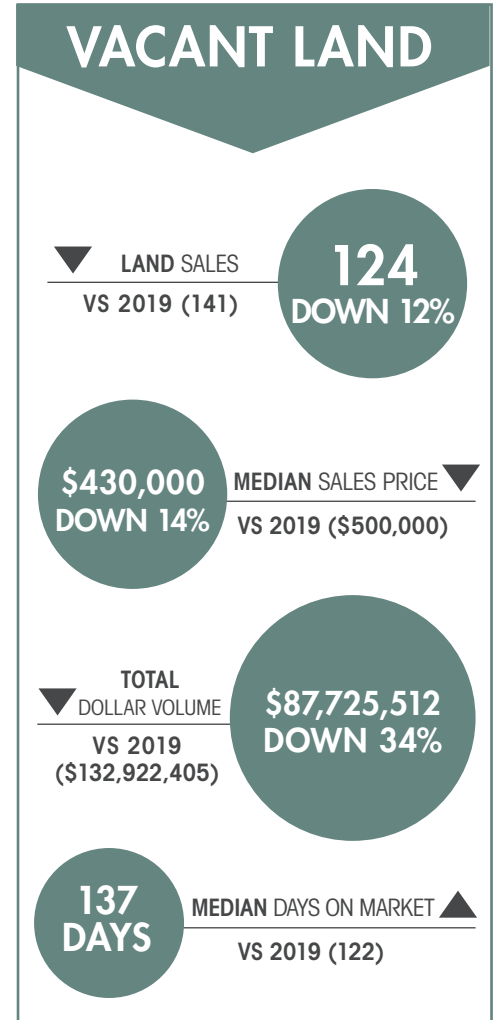 VACANT LAND
LAND SALES
VS 2019 (141)
124
DOWN 12%
$430,000
DOWN 14%
MEDIAN SALES PRICE
VS 2019 ($500,000)
TOTAL
DOLLAR VOLUME
VS 2019
($132,922,405)
$87,725,512
DOWN 34%
137
DAYS
MEDIAN DAYS ON MARKET
VS 2019 (122)